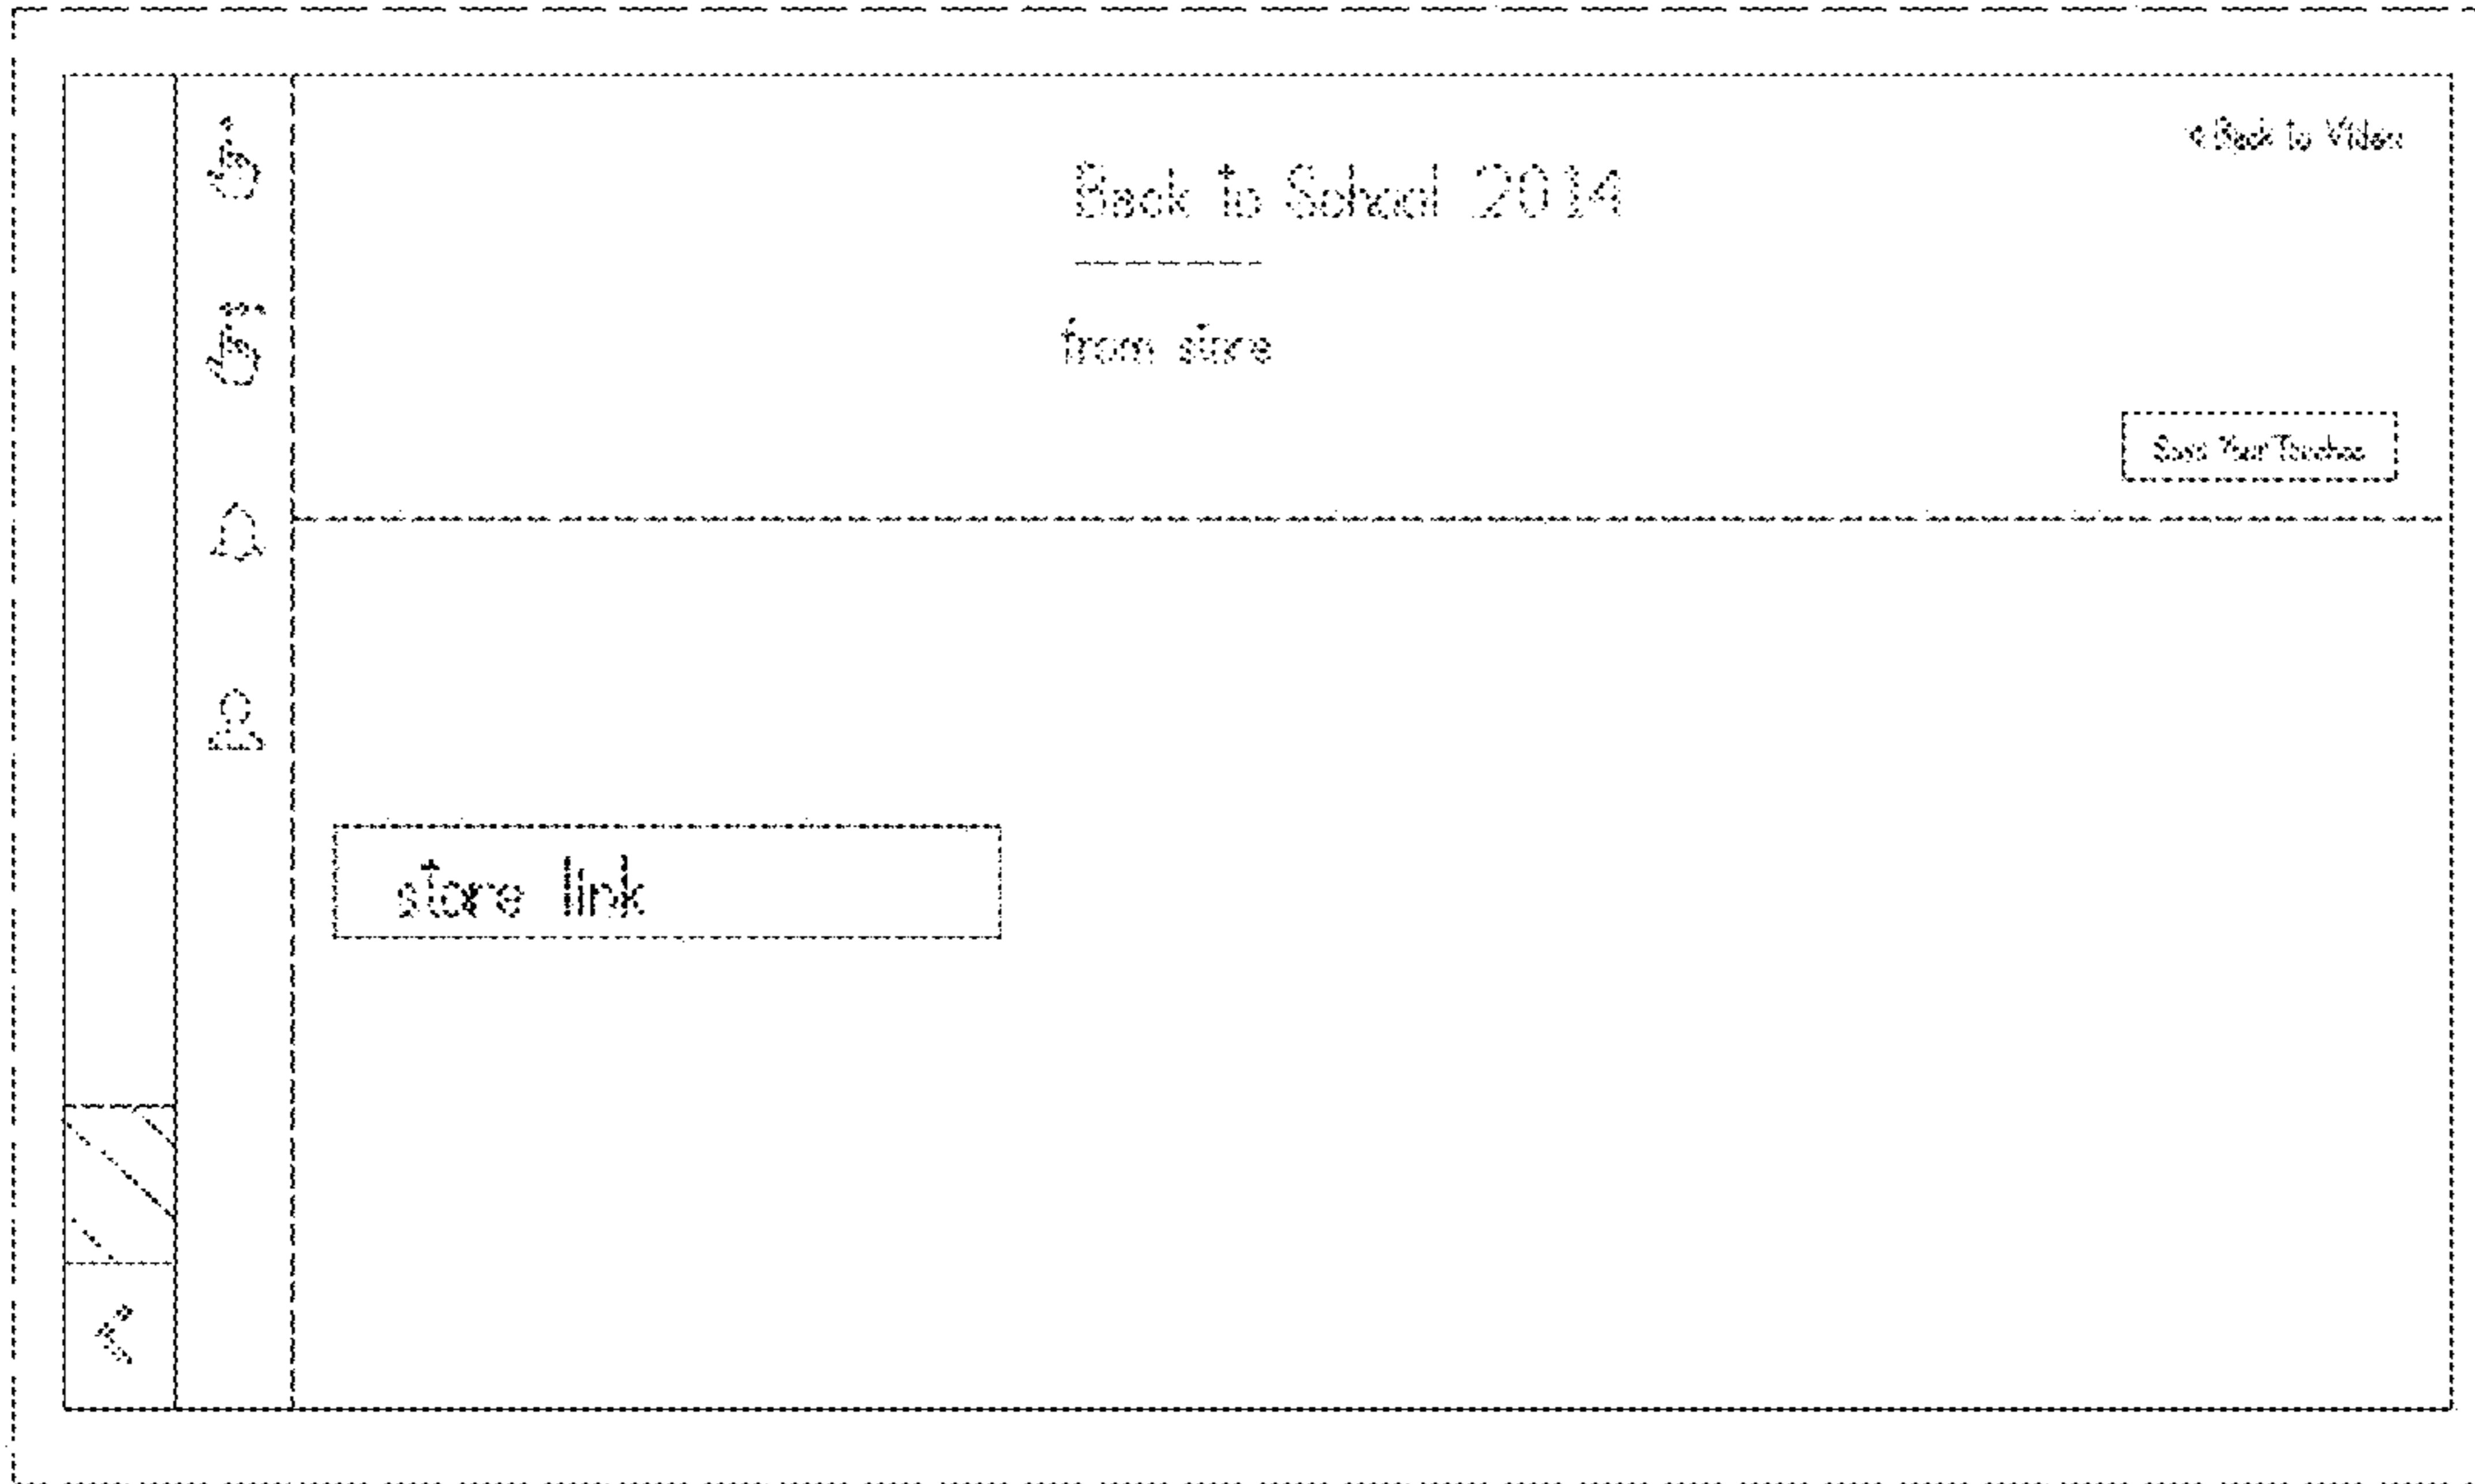 < Back to Video
Back to School 2014
from store
Save Your Touches
store link